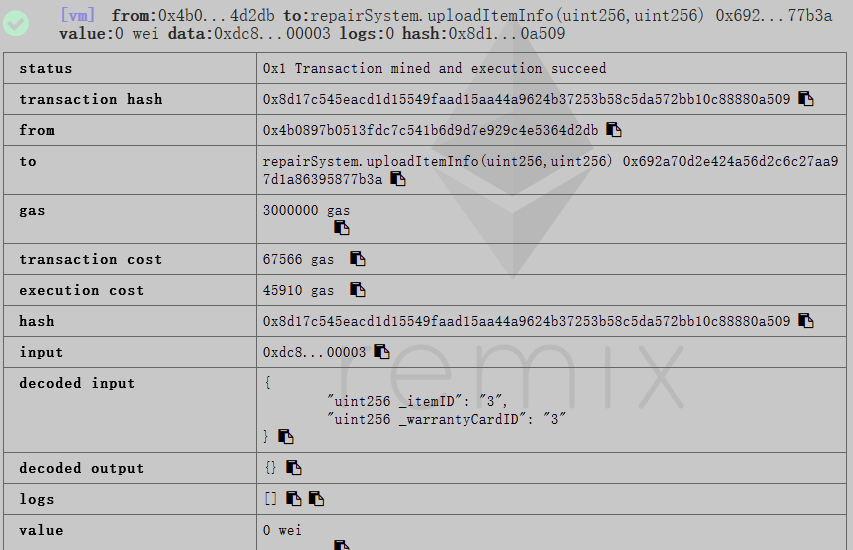 [vm] from:0x4b0...4d2db to:repairSystem.uploadItemInfo(uint256,uint256) 0x692...77b3a
value:0 wei data:0xdc8...00003 logs:0 hash:0x8d1...0a509
status 0x1 Transaction mined and execution succeed
transaction hash 0x8d17c545eacd1d15549faad15aa44a9624b37253b58c5da572bb10c88880a509
from 0x4b0897b0513fdc7c541b6d9d7e929c4e5364d2db
to repairSystem.uploadItemInfo(uint256,uint256) 0x692a70d2e424a56d2c6c27aa9
7d1a86395877b3a
gas 3000000 gas
transaction cost 67566 gas
execution cost 45910 gas
hash 0x8d17c545eacd1d15549faad15aa44a9624b37253b58c5da572bb10c88880a509
input 0xdc8...00003
decoded input {
"uint256 _itemID": "3",
"uint256 _warrantyCardID": "3"
}
decoded output {}
logs []
value 0 wei
remix